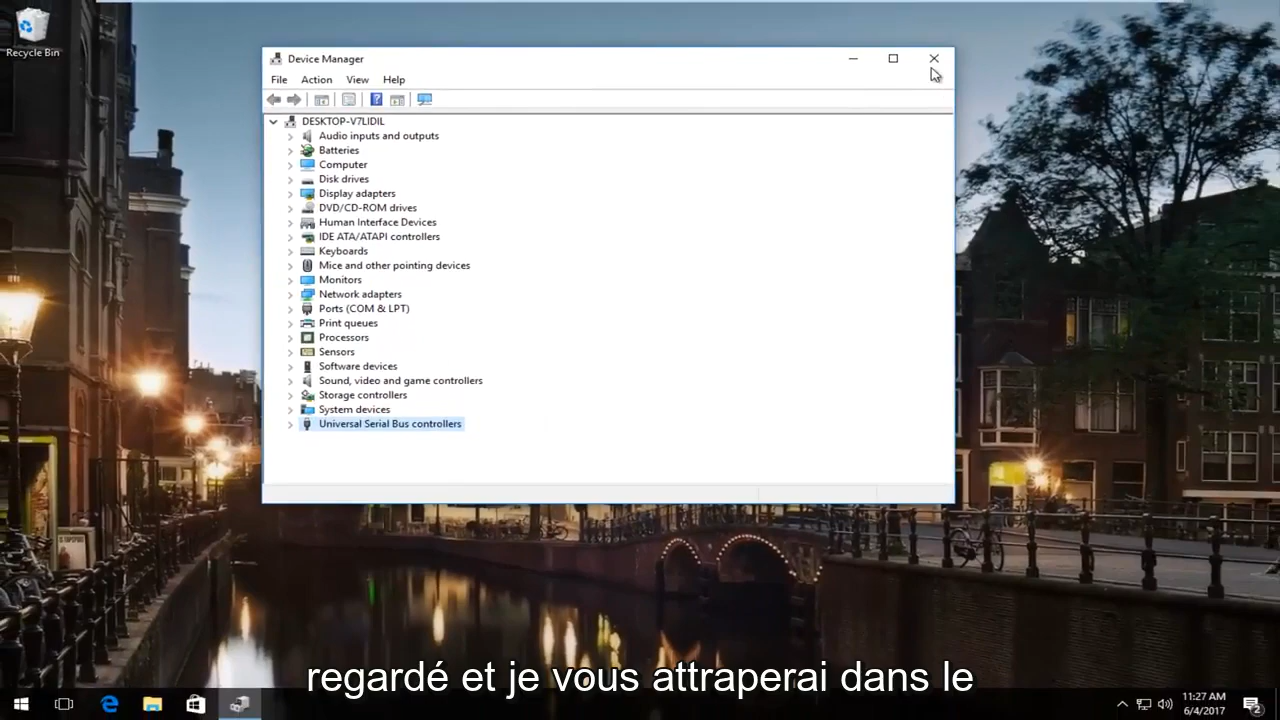 Recycle Bin
Device Manager
File Action View Help
DESKTOP-V7LIDIL
Audio inputs and outputs
Batteries
Computer
Disk drives
Display adapters
DVD/CD-ROM drives
Human Interface Devices
IDE ATA/ATAPI controllers
Keyboards
Mice and other pointing devices
Monitors
Network adapters
Ports (COM & LPT)
Print queues
Processors
Sensors
Software devices
Sound, video and game controllers
Storage controllers
System devices
Universal Serial Bus controllers
regardé et je vous attraperai dans le
11:27 AM
6/4/2017
2